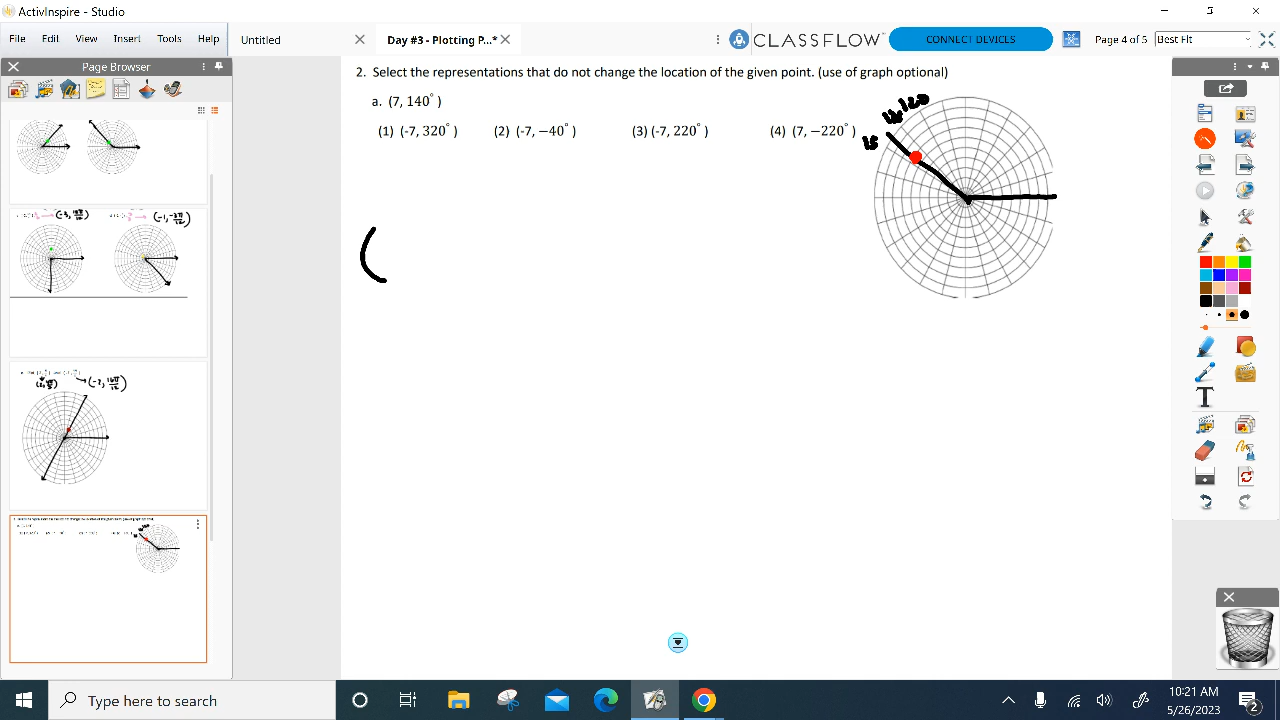 ActivInspire - Studio
File Edit View Insert Tools Help
Untitled
Day #3 - Plotting P...*
CLASSFLOW
CONNECT DEVICES
Page 4 of 5
Best Fit
Page Browser
2. Select the representations that do not change the location of the given point. (use of graph optional)
a. (7, 140°)
(1) (-7, 320°) (2) (-7, −40°) (3) (-7, 220°) (4) (7, −220°)
120
(
Type here to search
10:21 AM
5/26/2023
2